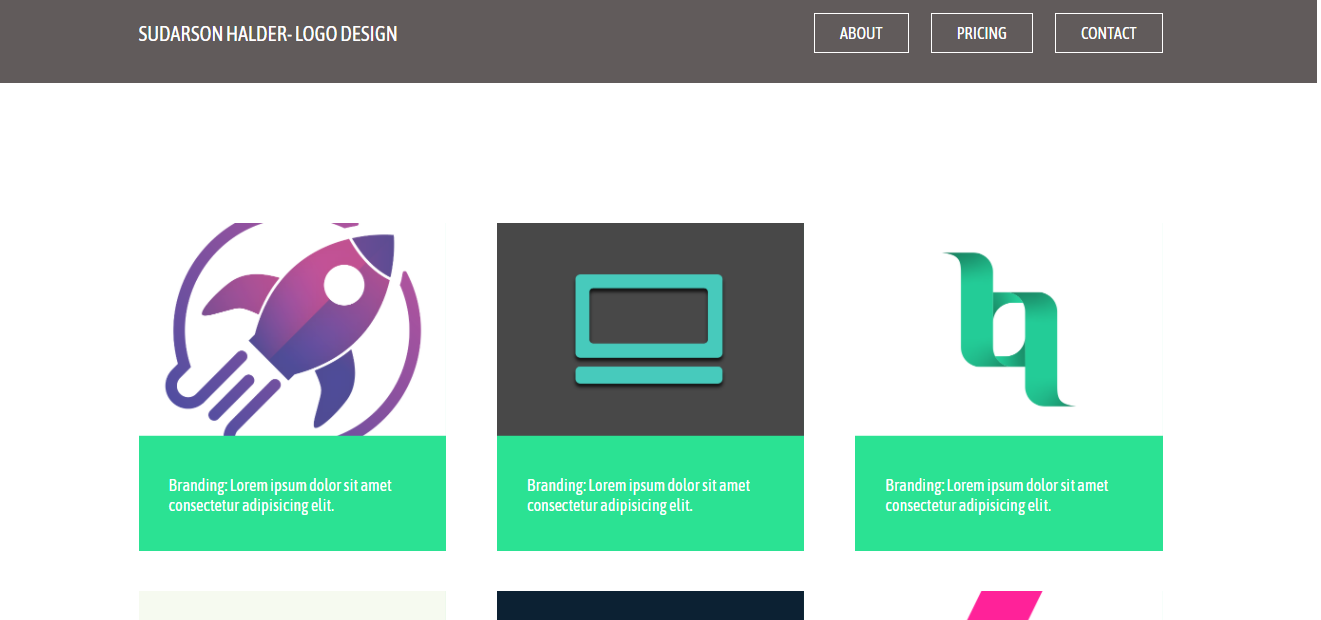 SUDARSON HALDER- LOGO DESIGN
ABOUT
PRICING
CONTACT
Branding: Lorem ipsum dolor sit amet
consectetur adipisicing elit.
Branding: Lorem ipsum dolor sit amet
consectetur adipisicing elit.
Branding: Lorem ipsum dolor sit amet
consectetur adipisicing elit.